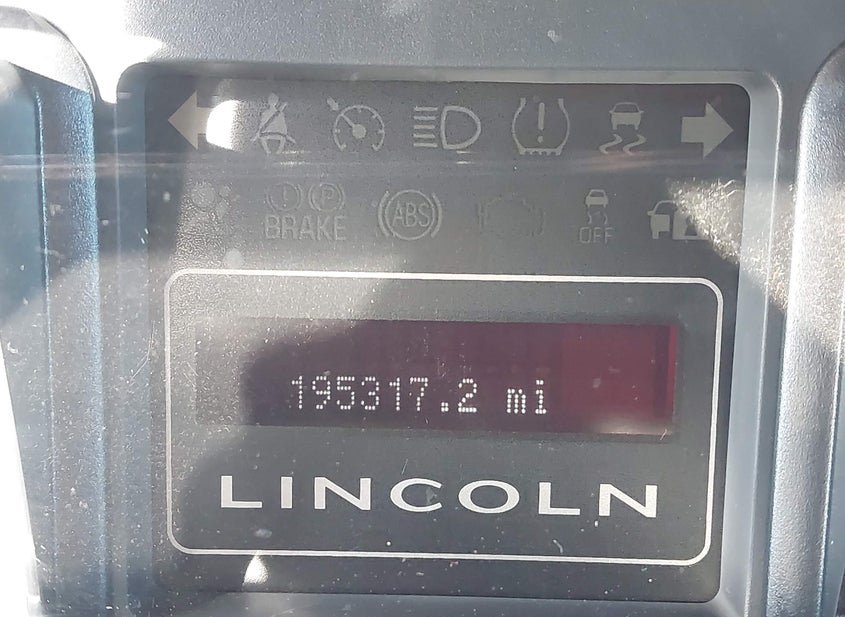 BRAKE
ABS
OFF
195317.2 mi
LINCOLN